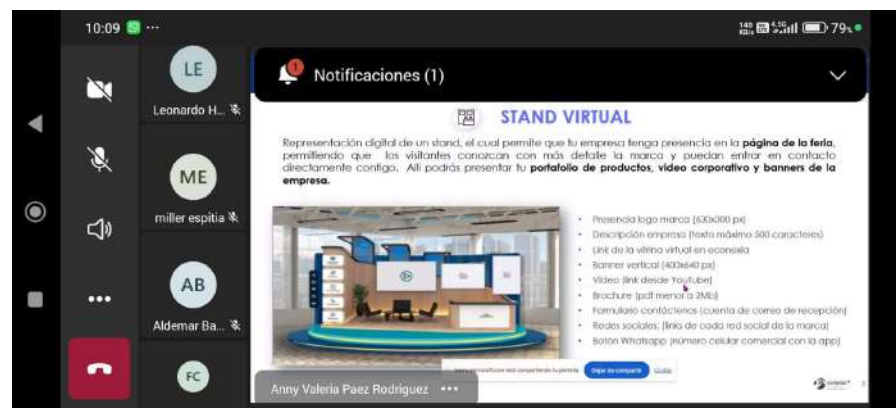 10:09
79%
LE
Leonardo H...
ME
miller espitia
AB
Aldemar Ba...
FC
Notificaciones (1)
1
STAND VIRTUAL
Representación digital de un stand, el cual permite que tu empresa tenga presencia en la página de la feria,
permitiendo que los visitantes conozcan con más detalle la marca y puedan entrar en contacto
directamente contigo. Allí podrás presentar tu portafolio de productos, video corporativo y banners de la
empresa.
• Presencia logo marca (630x300 px)
• Descripción empresa (texto máximo 500 caracteres)
• Link de la vitrina virtual en econexia
• Banner vertical (400x640 px)
• Video (link desde YouTube)
• Brochure (pdf menor a 2Mb)
• Formulario contáctenos (cuenta de correo de recepción)
• Redes sociales: (links de cada red social de la marca)
• Botón Whatsapp (número celular comercial con la app)
está compartiendo tu pantalla
Dejar de compartir
Ocultar
Anny Valeria Paez Rodriguez